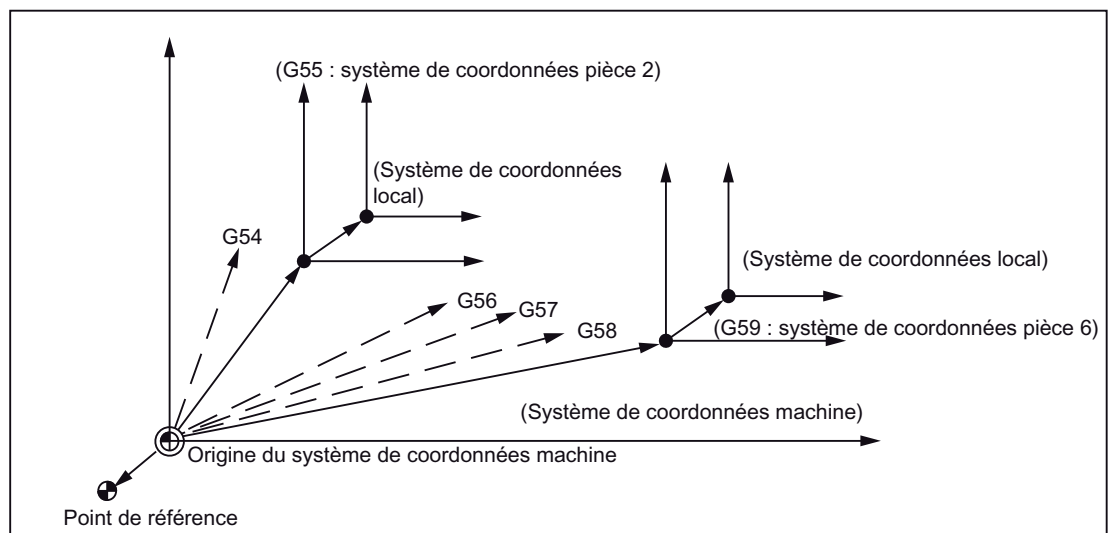 (G55 : système de coordonnées pièce 2)
(Système de coordonnées
local)
G54
(Système de coordonnées local)
G56
G57
G58
(G59 : système de coordonnées pièce 6)
(Système de coordonnées machine)
Origine du système de coordonnées machine
Point de référence